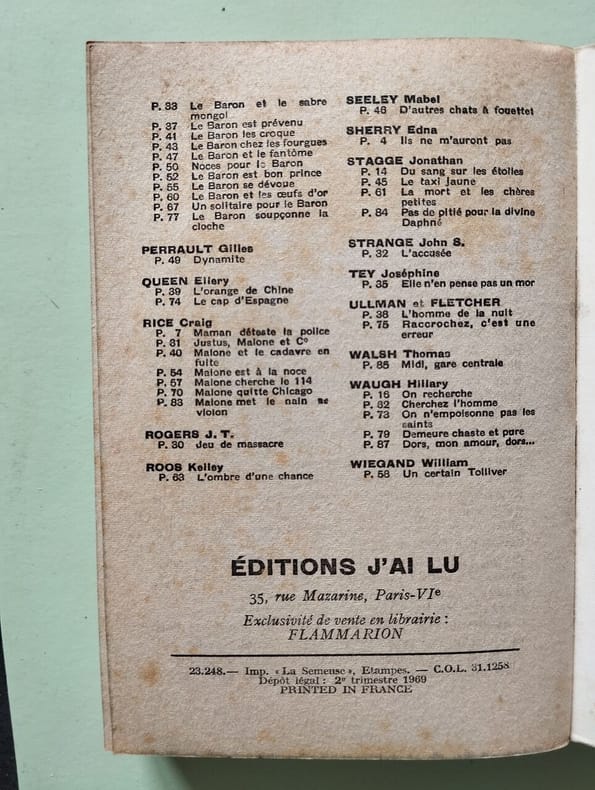 P. 33 Le Baron et le sabre
mongol
P. 37 Le Baron est prévenu
P. 41 Le Baron les croque
P. 43 Le Baron chez les fourgues
P. 47 Le Baron et le fantôme
P. 50 Noces pour le Baron
P. 52 Le Baron est bon prince
P. 55 Le Baron se dévoue
P. 60 Le Baron et les œufs d'or
P. 67 Un solitaire pour le Baron
P. 77 Le Baron soupçonne la
cloche
PERRAULT Gilles
P. 49 Dynamite
QUEEN Ellery
P. 39 L'orange de Chine
P. 74 Le cap d'Espagne
RICE Craig
P. 7 Maman déteste la police
P. 31 Justus, Malone et C°
P. 40 Malone et le cadavre en
fuite
P. 54 Malone est à la noce
P. 57 Malone cherche le 114
P. 70 Malone quitte Chicago
P. 83 Malone met le nain au
violon
ROGERS J. T.
P. 30 Jeu de massacre
ROOS Kelley
P. 63 L'ombre d'une chance
SEELEY Mabel
P. 46 D'autres chats à fouetter
SHERRY Edna
P. 4 Ils ne m'auront pas
STAGGE Jonathan
P. 14 Du sang sur les étoiles
P. 45 Le taxi jaune
P. 61 La mort et les chères
petites
P. 84 Pas de pitié pour la divine
Daphné
STRANGE John S.
P. 32 L'accusée
TEY Joséphine
P. 35 Elle n'en pense pas un mot
ULLMAN et FLETCHER
P. 38 L'homme de la nuit
P. 75 Raccrochez, c'est une
erreur
WALSH Thomas
P. 85 Midi, gare centrale
WAUGH Hillary
P. 16 On recherche
P. 82 Cherchez l'homme
P. 73 On n'empoisonne pas les
saints
P. 79 Demeure chaste et pure
P. 87 Dors, mon amour, dors...
WIEGAND William
P. 58 Un certain Tolliver
ÉDITIONS J'AI LU
35, rue Mazarine, Paris-VIe
Exclusivité de vente en librairie :
FLAMMARION
23.248.— Imp. « La Semeuse », Etampes. — C.O.L. 31.1258
Dépôt légal : 2e trimestre 1969
PRINTED IN FRANCE